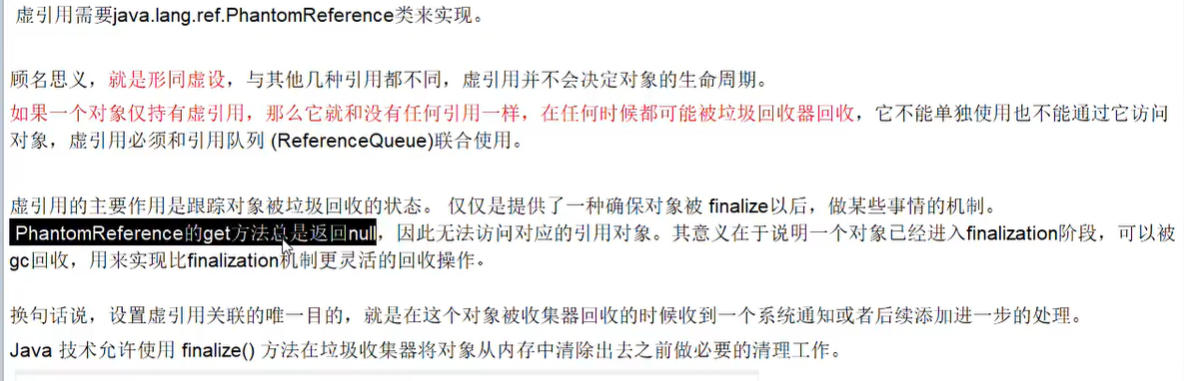 虚引用需要java.lang.ref.PhantomReference类来实现。
顾名思义，就是形同虚设，与其他几种引用都不同，虚引用并不会决定对象的生命周期。
如果一个对象仅持有虚引用，那么它就和没有任何引用一样，在任何时候都可能被垃圾回收器回收，它不能单独使用也不能通过它访问
对象，虚引用必须和引用队列 (ReferenceQueue)联合使用。
虚引用的主要作用是跟踪对象被垃圾回收的状态。 仅仅是提供了一种确保对象被 finalize以后，做某些事情的机制。
PhantomReference的get方法总是返回null，因此无法访问对应的引用对象。其意义在于说明一个对象已经进入finalization阶段，可以被
gc回收，用来实现比finalization机制更灵活的回收操作。
换句话说，设置虚引用关联的唯一目的，就是在这个对象被收集器回收的时候收到一个系统通知或者后续添加进一步的处理。
Java 技术允许使用 finalize() 方法在垃圾收集器将对象从内存中清除出去之前做必要的清理工作。